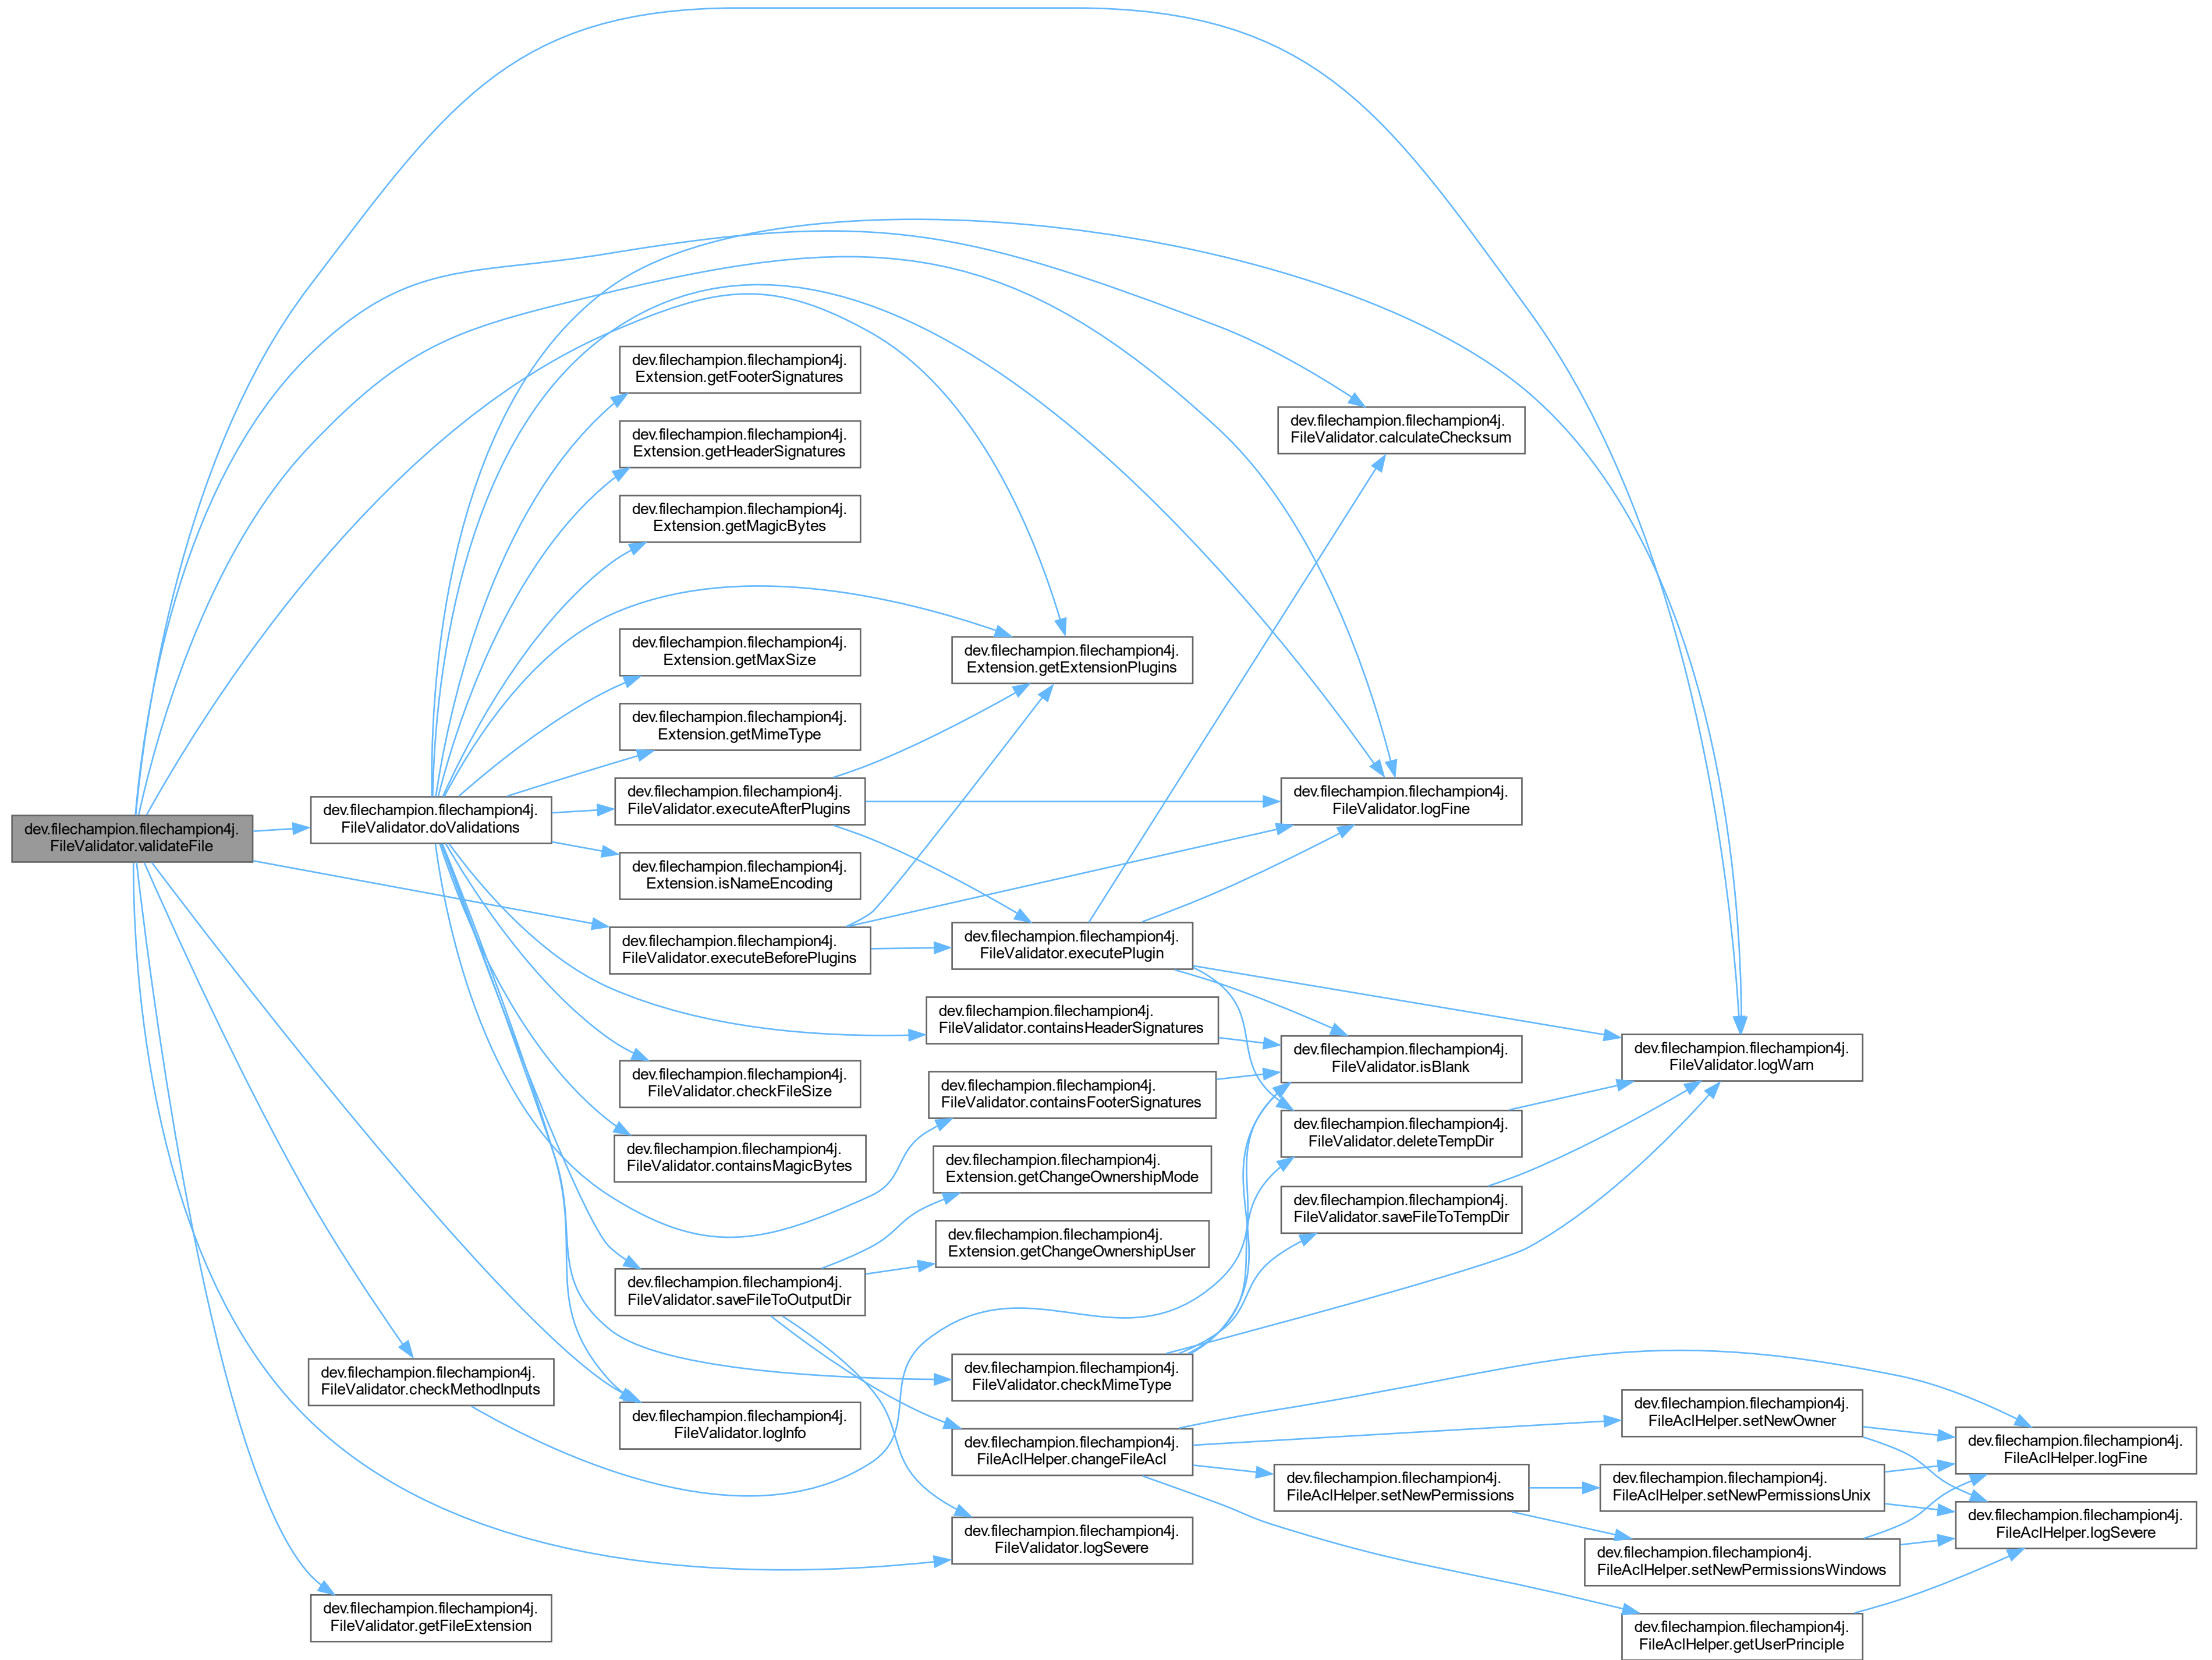 dev.filechampion.filechampion4j.
FileValidator.validateFile
dev.filechampion.filechampion4j.
FileValidator.doValidations
dev.filechampion.filechampion4j.
FileValidator.checkMethodInputs
dev.filechampion.filechampion4j.
FileValidator.getFileExtension
dev.filechampion.filechampion4j.
Extension.getFooterSignatures
dev.filechampion.filechampion4j.
Extension.getHeaderSignatures
dev.filechampion.filechampion4j.
Extension.getMagicBytes
dev.filechampion.filechampion4j.
Extension.getMaxSize
dev.filechampion.filechampion4j.
Extension.getMimeType
dev.filechampion.filechampion4j.
FileValidator.executeAfterPlugins
dev.filechampion.filechampion4j.
Extension.isNameEncoding
dev.filechampion.filechampion4j.
FileValidator.executeBeforePlugins
dev.filechampion.filechampion4j.
FileValidator.checkFileSize
dev.filechampion.filechampion4j.
FileValidator.containsMagicBytes
dev.filechampion.filechampion4j.
FileValidator.saveFileToOutputDir
dev.filechampion.filechampion4j.
FileValidator.logInfo
dev.filechampion.filechampion4j.
Extension.getExtensionPlugins
dev.filechampion.filechampion4j.
FileValidator.executePlugin
dev.filechampion.filechampion4j.
FileValidator.containsHeaderSignatures
dev.filechampion.filechampion4j.
FileValidator.containsFooterSignatures
dev.filechampion.filechampion4j.
Extension.getChangeOwnershipMode
dev.filechampion.filechampion4j.
Extension.getChangeOwnershipUser
dev.filechampion.filechampion4j.
FileValidator.checkMimeType
dev.filechampion.filechampion4j.
FileAclHelper.changeFileAcl
dev.filechampion.filechampion4j.
FileValidator.logSevere
dev.filechampion.filechampion4j.
FileValidator.calculateChecksum
dev.filechampion.filechampion4j.
FileValidator.logFine
dev.filechampion.filechampion4j.
FileValidator.isBlank
dev.filechampion.filechampion4j.
FileValidator.deleteTempDir
dev.filechampion.filechampion4j.
FileValidator.saveFileToTempDir
dev.filechampion.filechampion4j.
FileAclHelper.setNewPermissions
dev.filechampion.filechampion4j.
FileValidator.logWarn
dev.filechampion.filechampion4j.
FileAclHelper.setNewOwner
dev.filechampion.filechampion4j.
FileAclHelper.setNewPermissionsUnix
dev.filechampion.filechampion4j.
FileAclHelper.setNewPermissionsWindows
dev.filechampion.filechampion4j.
FileAclHelper.getUserPrinciple
dev.filechampion.filechampion4j.
FileAclHelper.logFine
dev.filechampion.filechampion4j.
FileAclHelper.logSevere